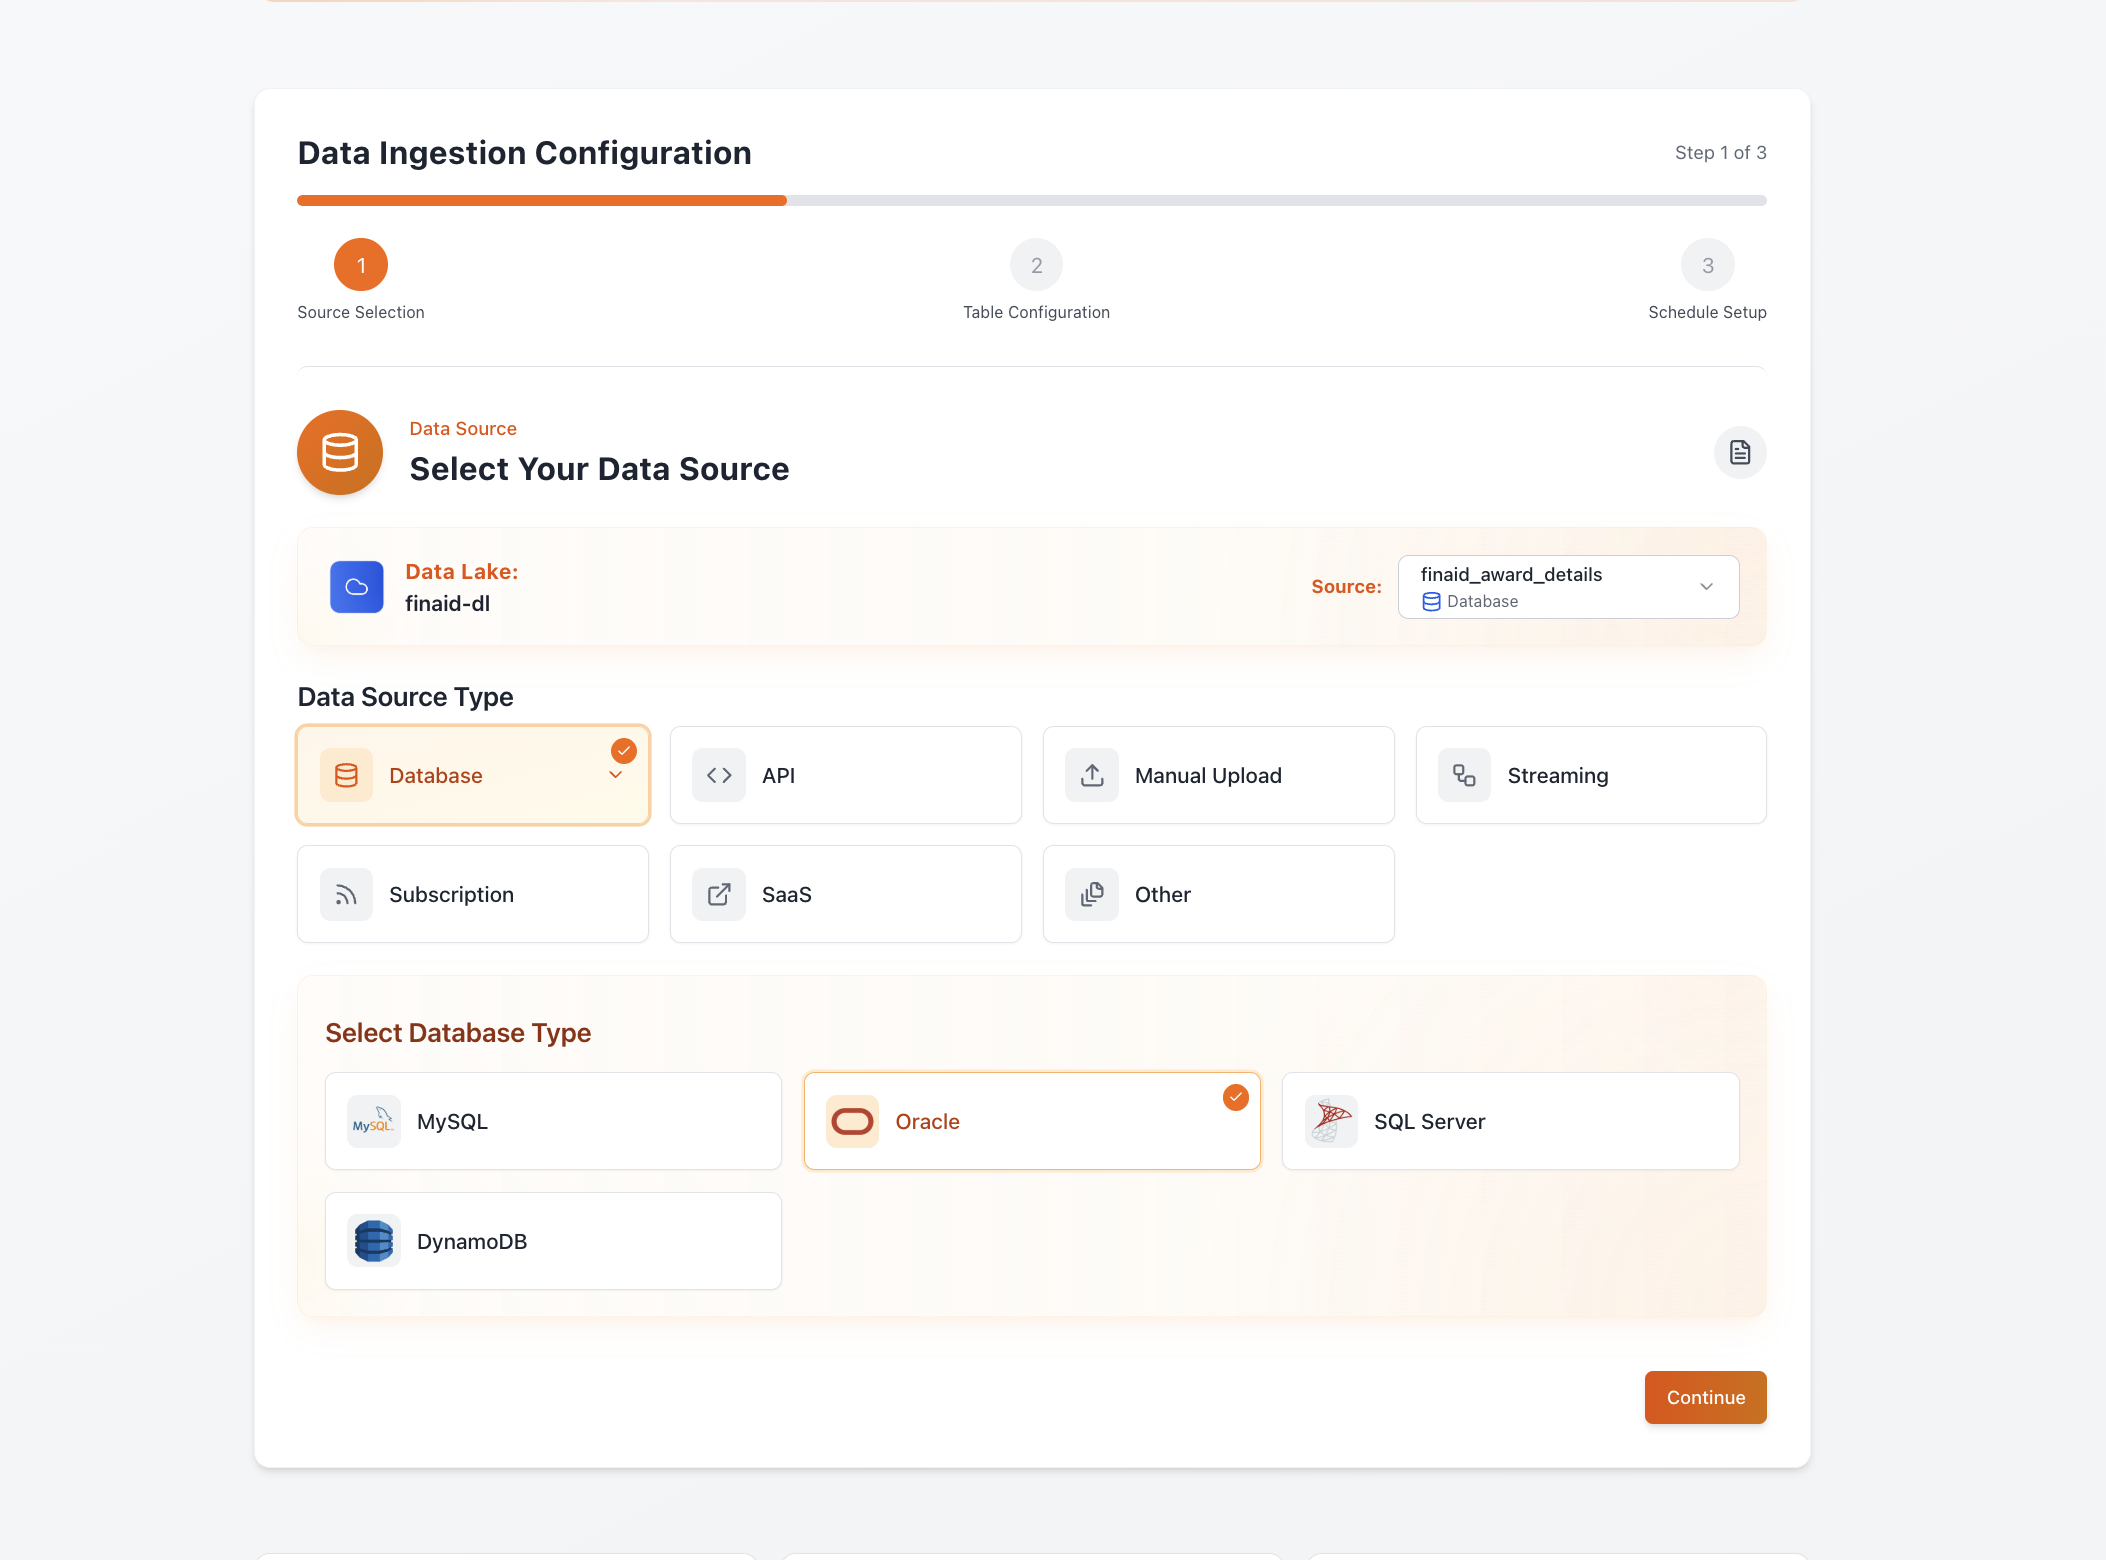 Data Ingestion Configuration
Step 1 of 3
1
2
3
Source Selection
Table Configuration
Schedule Setup
Data Source
Select Your Data Source
Data Lake:
finaid-dl
Source:
finaid_award_details
Database
Data Source Type
Database
API
Manual Upload
Streaming
Subscription
SaaS
Other
Select Database Type
MySQL
MySQL
Oracle
SQL Server
DynamoDB
Continue